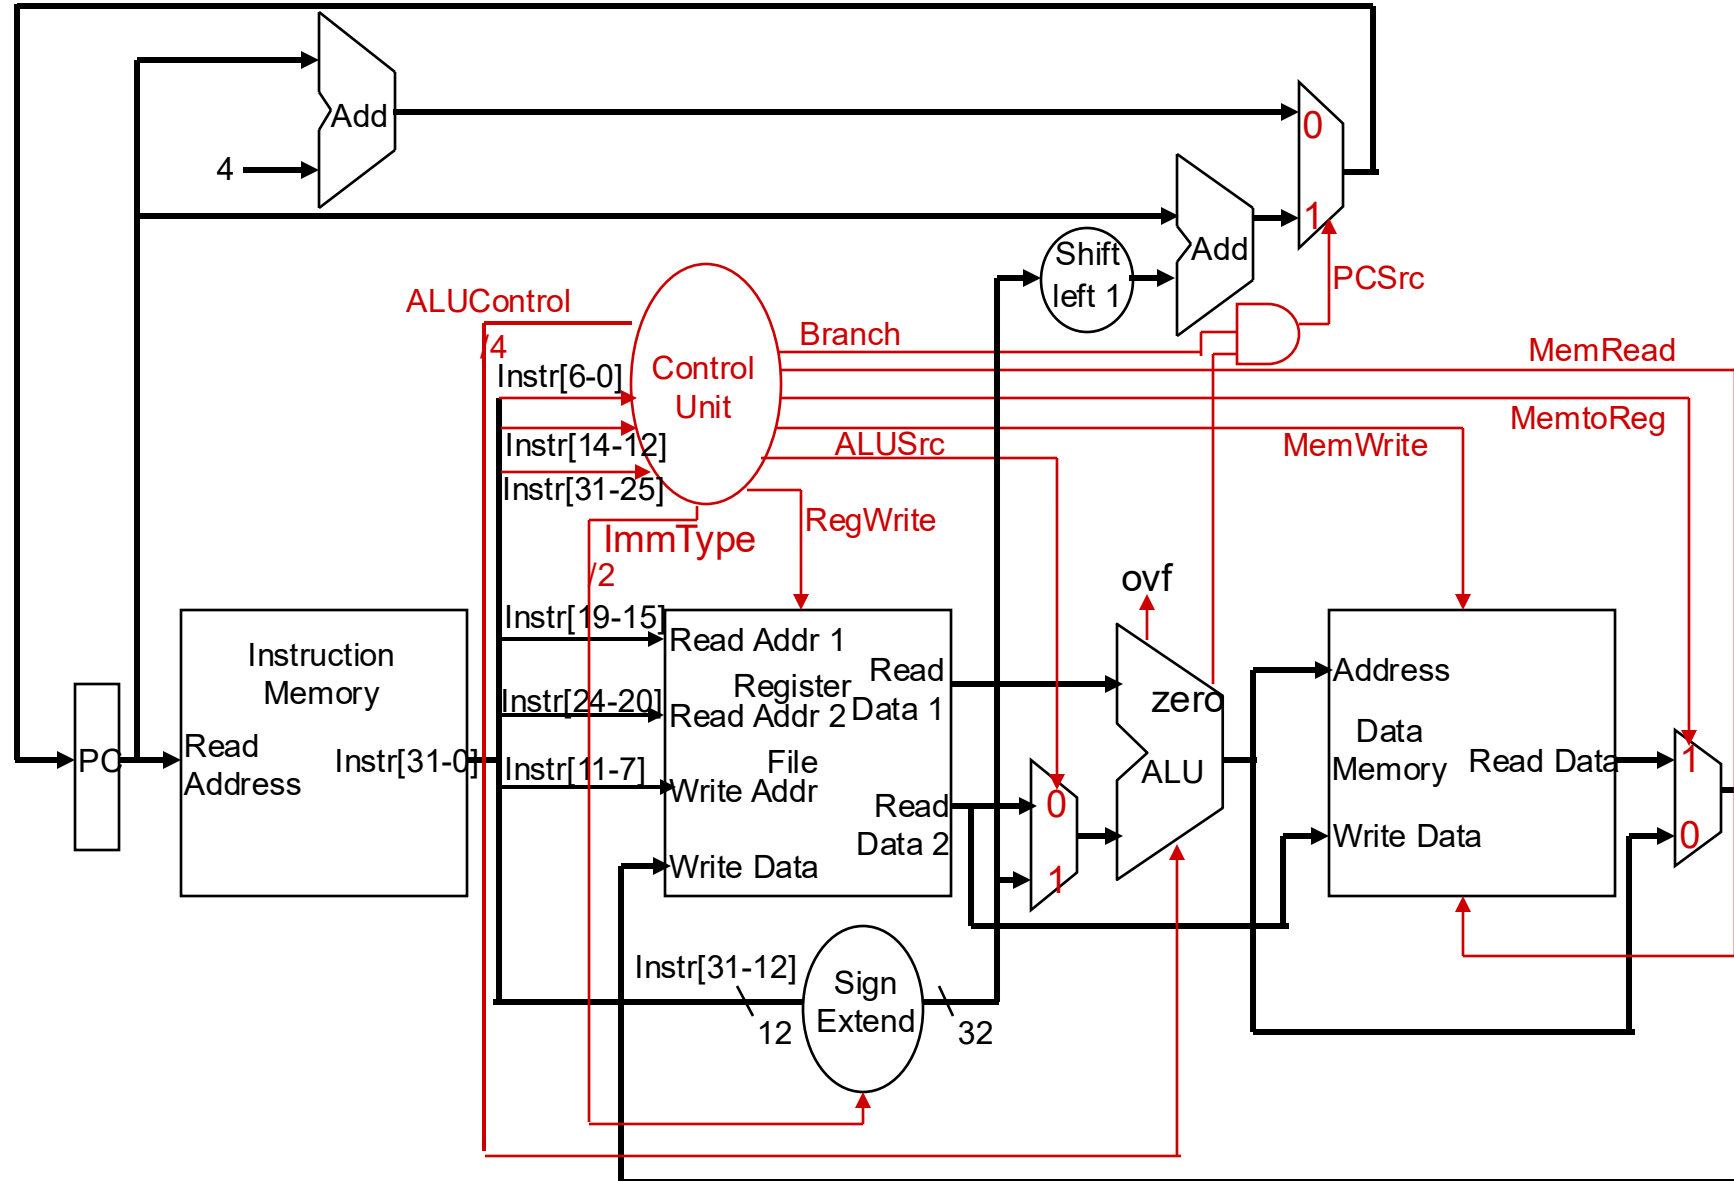 Add
4
0
1
Add
Shift
left 1
PCSrc
ALUControl
/4
Branch
MemRead
Control
Unit
Instr[6-0]
MemtoReg
Instr[14-12]
ALUSrc
MemWrite
Instr[31-25]
RegWrite
ImmType
/2
ovf
Instr[19-15]
Read Addr 1
Instruction
Memory
Read
Data 1
Address
Register
zero
Instr[24-20]
Read Addr 2
Data
Memory
PC
Read
Address
Instr[31-0]
Instr[11-7]
File
Write Addr
ALU
Read Data
1
Read
Data 2
0
Write Data
0
Write Data
1
Instr[31-12]
Sign
Extend
12
32